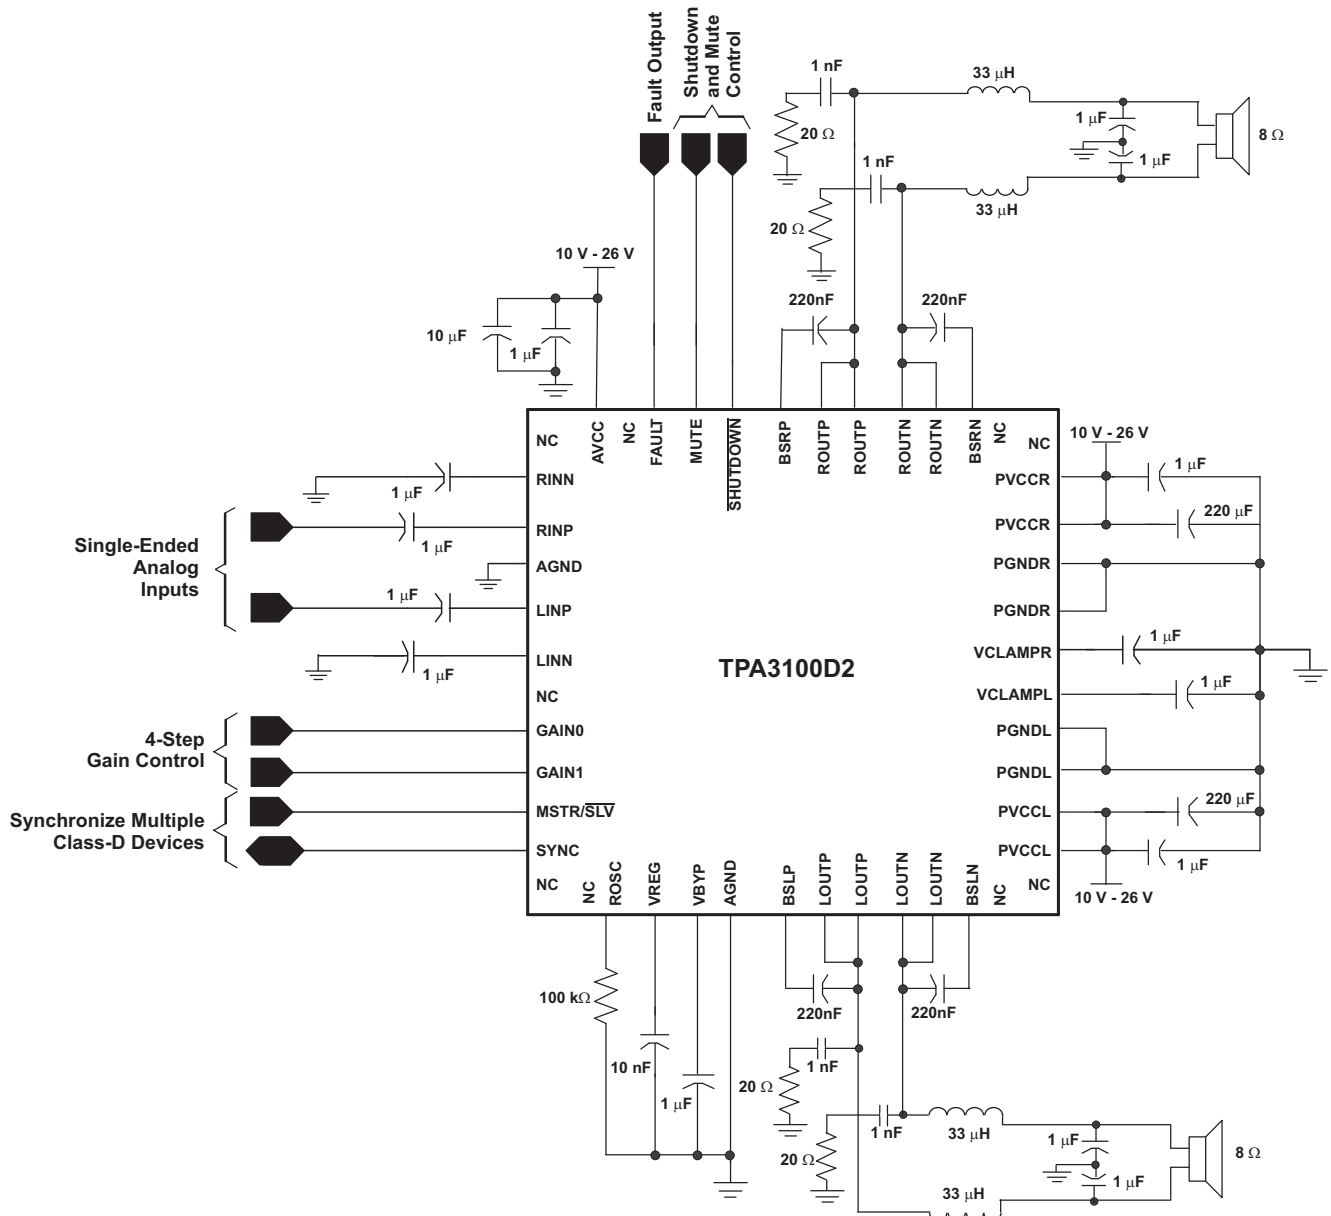 Fault Output
Shutdown
and Mute
Control
1 nF
33 μH
20 Ω
1 μF
1 μF
8 Ω
1 nF
33 μH
20 Ω
10 V - 26 V
10 μF
1 μF
220nF
220nF
NC
AVCC
NC
FAULT
MUTE
SHUTDOWN
BSRP
ROUTP
ROUTP
ROUTN
ROUTN
BSRN
NC
NC
10 V - 26 V
1 μF
RINN
PVCCR
1 μF
220 μF
Single-Ended
Analog
Inputs
1 μF
RINP
PVCCR
AGND
PGNDR
1 μF
LINP
PGNDR
1 μF
LINN
VCLAMPR
1 μF
TPA3100D2
NC
VCLAMPL
1 μF
4-Step
Gain Control
GAIN0
PGNDL
GAIN1
PGNDL
Synchronize Multiple
Class-D Devices
MSTR/SLV
PVCCL
220 μF
SYNC
PVCCL
1 μF
NC
NC
ROSC
VREG
VBYP
AGND
BSLP
LOUTP
LOUTP
LOUTN
LOUTN
BSLN
NC
NC
10 V - 26 V
100 kΩ
220nF
220nF
10 nF
1 μF
1 nF
20 Ω
1 nF
33 μH
1 μF
8 Ω
20 Ω
1 μF
33 μH